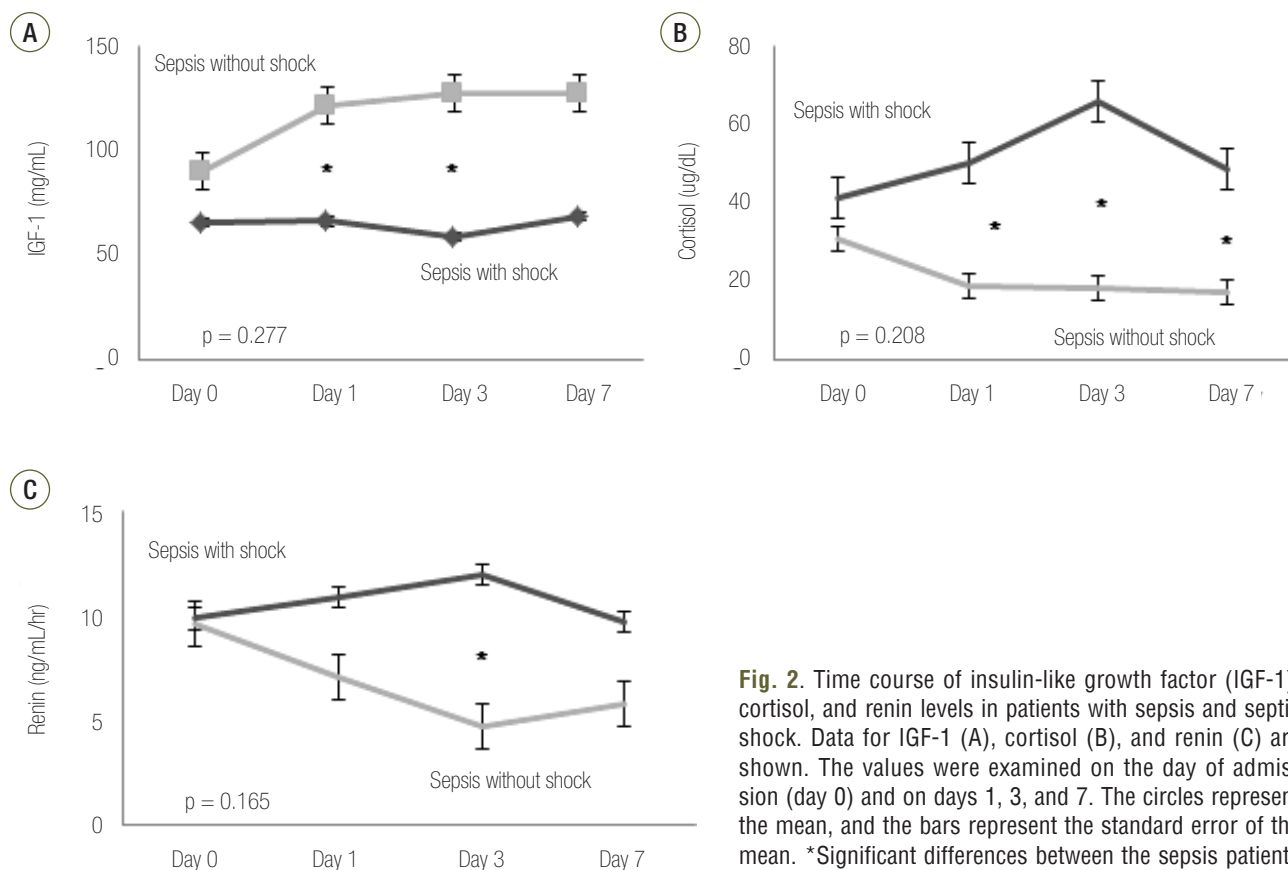 A
150
Sepsis without shock
100
IGF-1 (mg/mL)
*
*
50
Sepsis with shock
p = 0.277
0
Day 0
Day 1
Day 3
Day 7
B
80
Sepsis with shock
60
Cortisol (ug/dL)
40
*
*
*
20
p = 0.208
Sepsis without shock
0
Day 0
Day 1
Day 3
Day 7
C
15
Sepsis with shock
10
Renin (ng/mL/hr)
*
5
Sepsis without shock
p = 0.165
0
Day 0
Day 1
Day 3
Day 7
Fig. 2. Time course of insulin-like growth factor (IGF-1)
cortisol, and renin levels in patients with sepsis and septi
shock. Data for IGF-1 (A), cortisol (B), and renin (C) ar
shown. The values were examined on the day of admis
sion (day 0) and on days 1, 3, and 7. The circles represen
the mean, and the bars represent the standard error of th
mean. *Significant differences between the sepsis patient